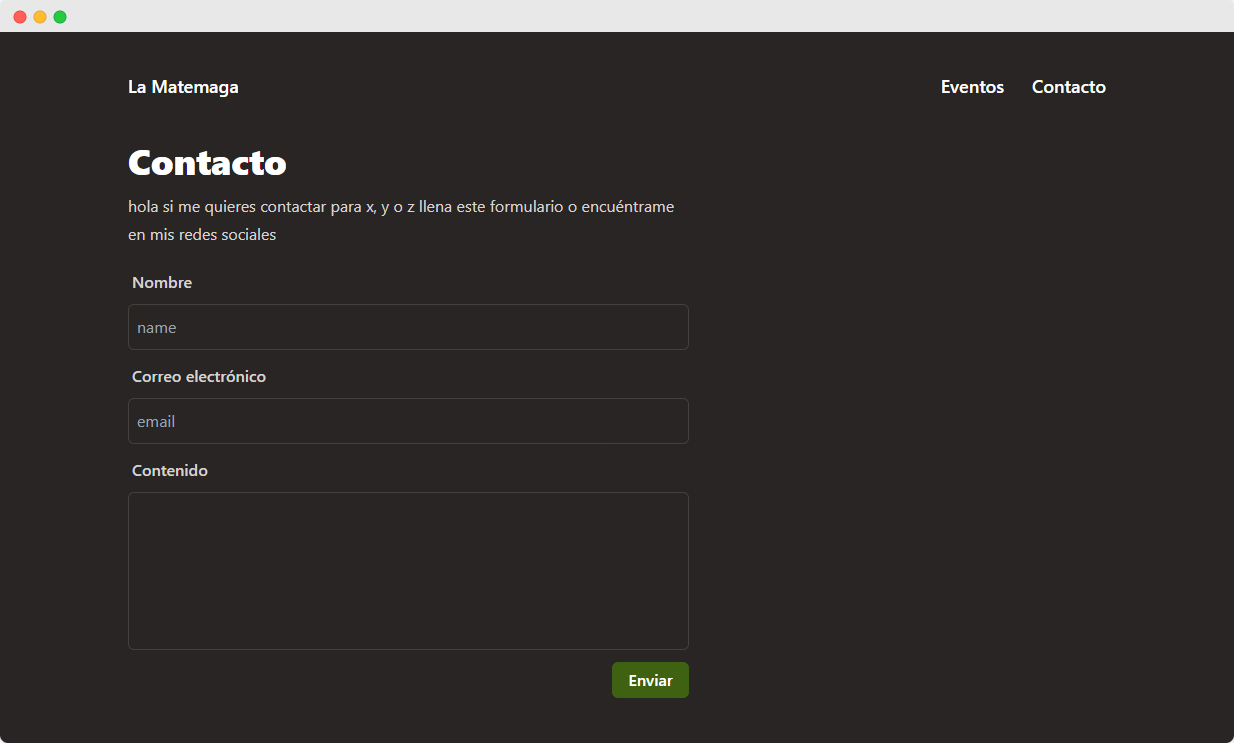 La Matemaga
Eventos
Contacto
Contacto
hola si me quieres contactar para x, y o z llena este formulario o encuéntrame
en mis redes sociales
Nombre
name
Correo electrónico
email
Contenido
Enviar